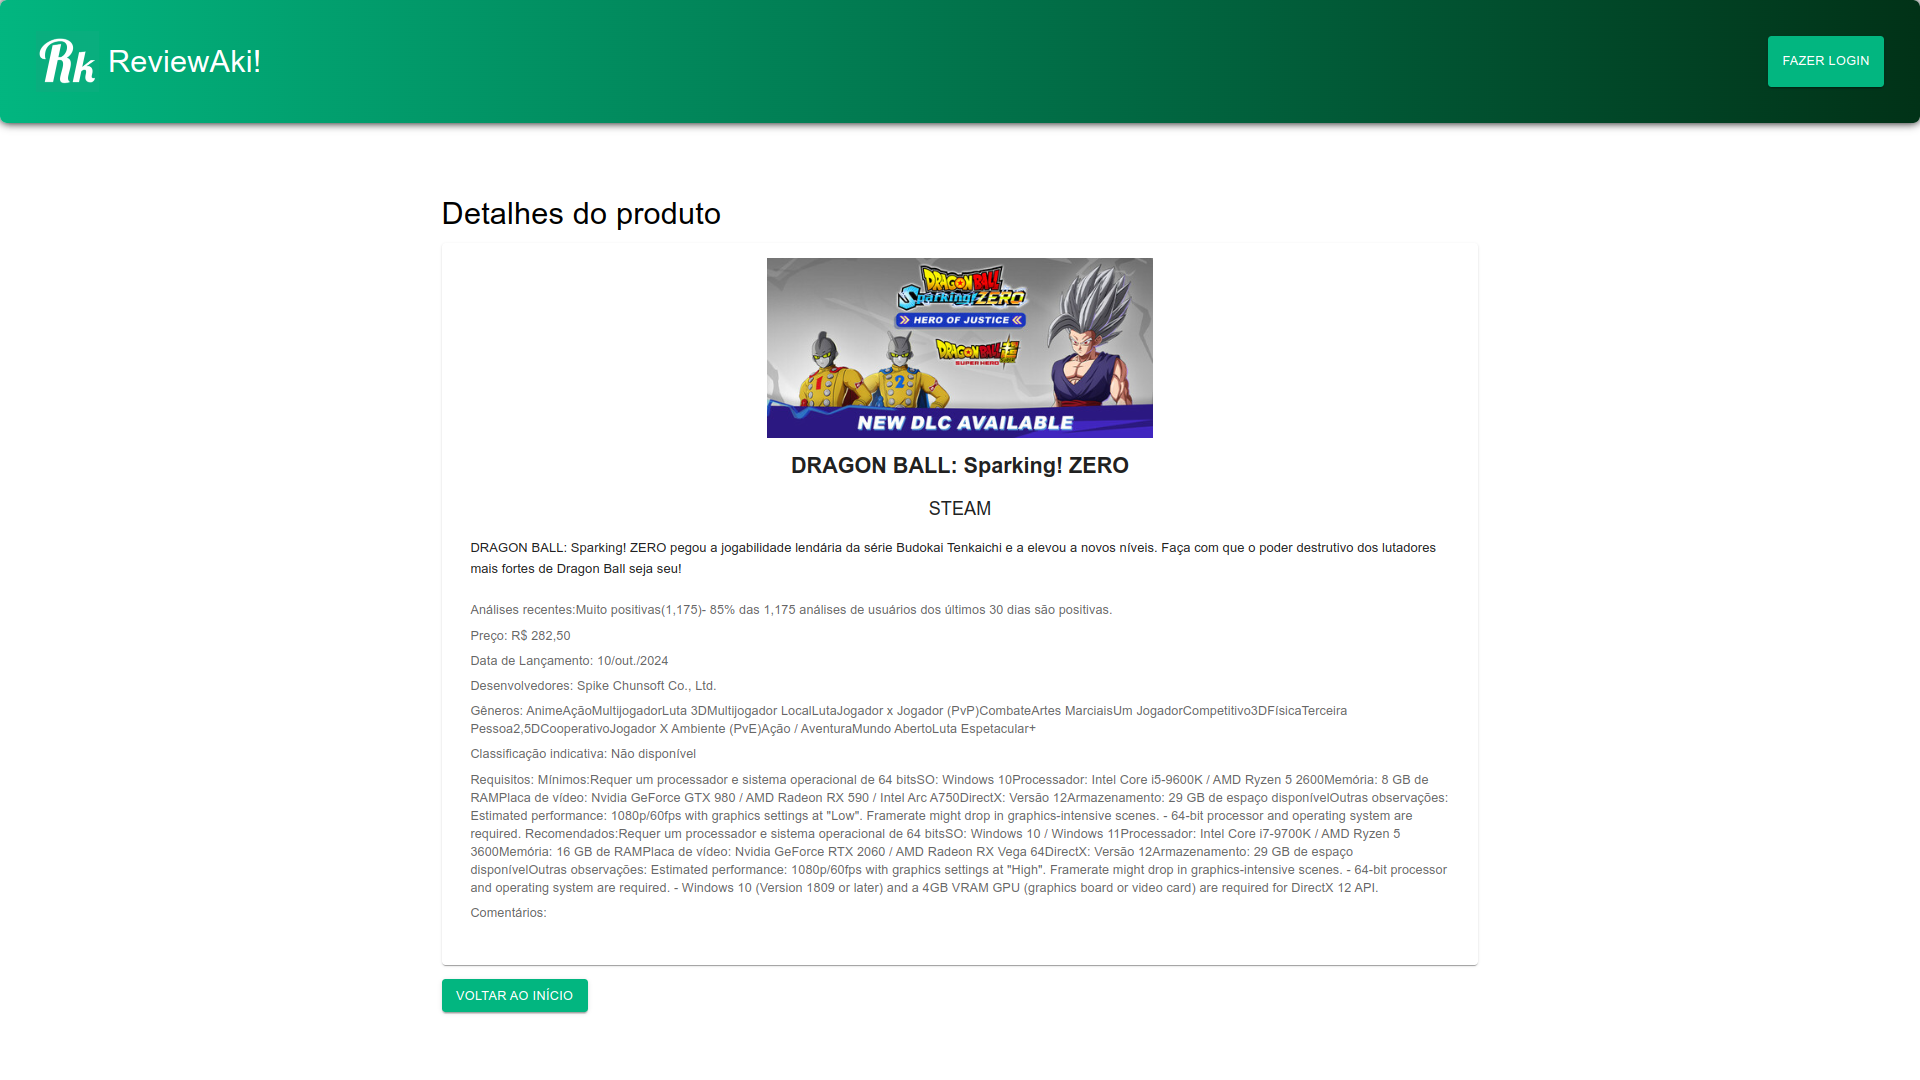 Rk ReviewAki!
FAZER LOGIN
Detalhes do produto
DRAGON BALL
Sparking! ZERO
HERO OF JUSTICE
DRAGON BALL 超
SUPER HERO
1
2
NEW DLC AVAILABLE
DRAGON BALL: Sparking! ZERO
STEAM
DRAGON BALL: Sparking! ZERO pegou a jogabilidade lendária da série Budokai Tenkaichi e a elevou a novos níveis. Faça com que o poder destrutivo dos lutadores
mais fortes de Dragon Ball seja seu!
Análises recentes:Muito positivas(1,175)- 85% das 1,175 análises de usuários dos últimos 30 dias são positivas.
Preço: R$ 282,50
Data de Lançamento: 10/out./2024
Desenvolvedores: Spike Chunsoft Co., Ltd.
Gêneros: AnimeAçãoMultijogadorLuta 3DMultijogador LocalLutaJogador x Jogador (PvP)CombateArtes MarciaisUm JogadorCompetitivo3DFísicaTerceira
Pessoa2,5DCooperativoJogador X Ambiente (PvE)Ação / AventuraMundo AbertoLuta Espetacular+
Classificação indicativa: Não disponível
Requisitos: Mínimos:Requer um processador e sistema operacional de 64 bitsSO: Windows 10Processador: Intel Core i5-9600K / AMD Ryzen 5 2600Memória: 8 GB de
RAMPlaca de vídeo: Nvidia GeForce GTX 980 / AMD Radeon RX 590 / Intel Arc A750DirectX: Versão 12Armazenamento: 29 GB de espaço disponívelOutras observações:
Estimated performance: 1080p/60fps with graphics settings at "Low". Framerate might drop in graphics-intensive scenes. - 64-bit processor and operating system are
required. Recomendados:Requer um processador e sistema operacional de 64 bitsSO: Windows 10 / Windows 11Processador: Intel Core i7-9700K / AMD Ryzen 5
3600Memória: 16 GB de RAMPlaca de vídeo: Nvidia GeForce RTX 2060 / AMD Radeon RX Vega 64DirectX: Versão 12Armazenamento: 29 GB de espaço
disponívelOutras observações: Estimated performance: 1080p/60fps with graphics settings at "High". Framerate might drop in graphics-intensive scenes. - 64-bit processor
and operating system are required. - Windows 10 (Version 1809 or later) and a 4GB VRAM GPU (graphics board or video card) are required for DirectX 12 API.
Comentários:
VOLTAR AO INÍCIO